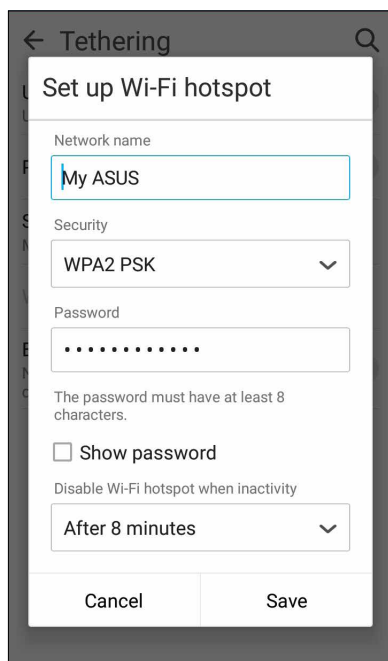 Tethering
Set up Wi-Fi hotspot
Network name
My ASUS
Security
WPA2 PSK
Password
••••••••••••
The password must have at least 8
characters.
Show password
Disable Wi-Fi hotspot when inactivity
After 8 minutes
Cancel Save